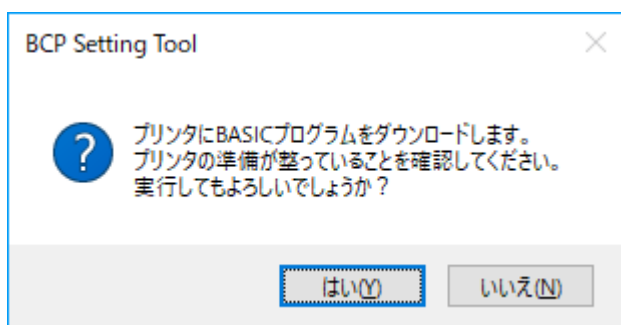 BCP Setting Tool
プリンタにBASICプログラムをダウンロードします。
プリンタの準備が整っていることを確認してください。
実行してもよろしいでしょうか？
はい(Y)
いいえ(N)